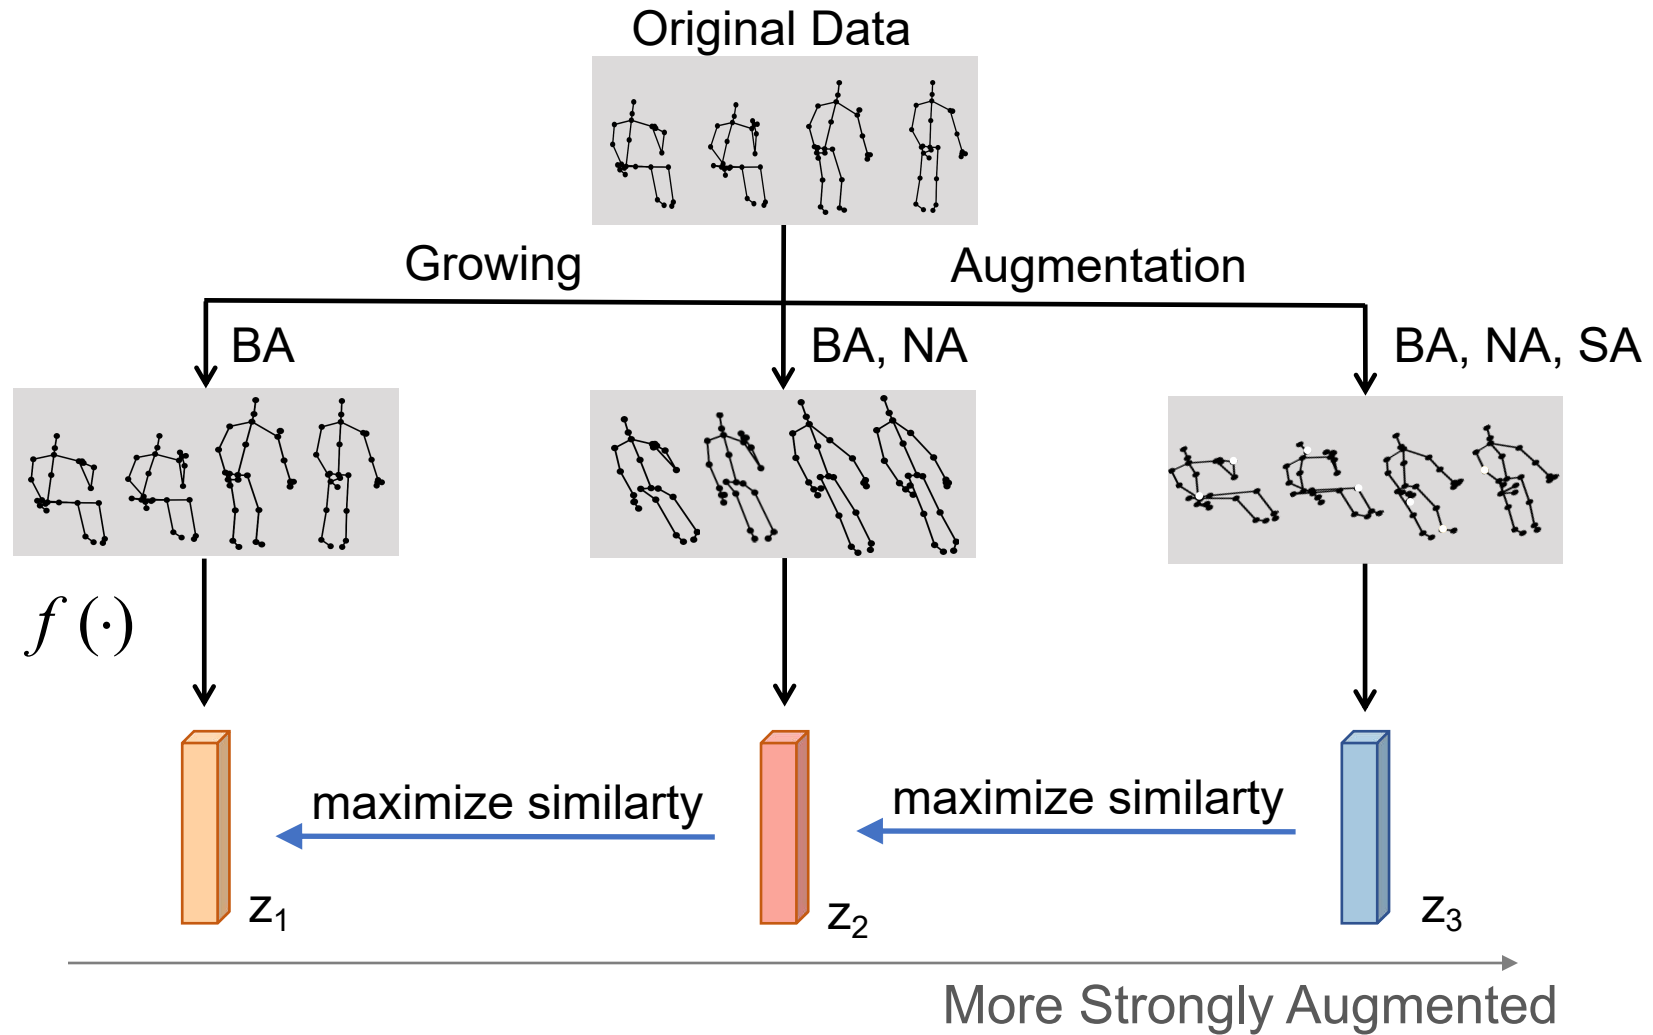 Original Data
Growing
Augmentation
BA
BA, NA
BA, NA, SA
f (·)
maximize similarty
maximize similarty
z₁
z₂
z₃
More Strongly Augmented